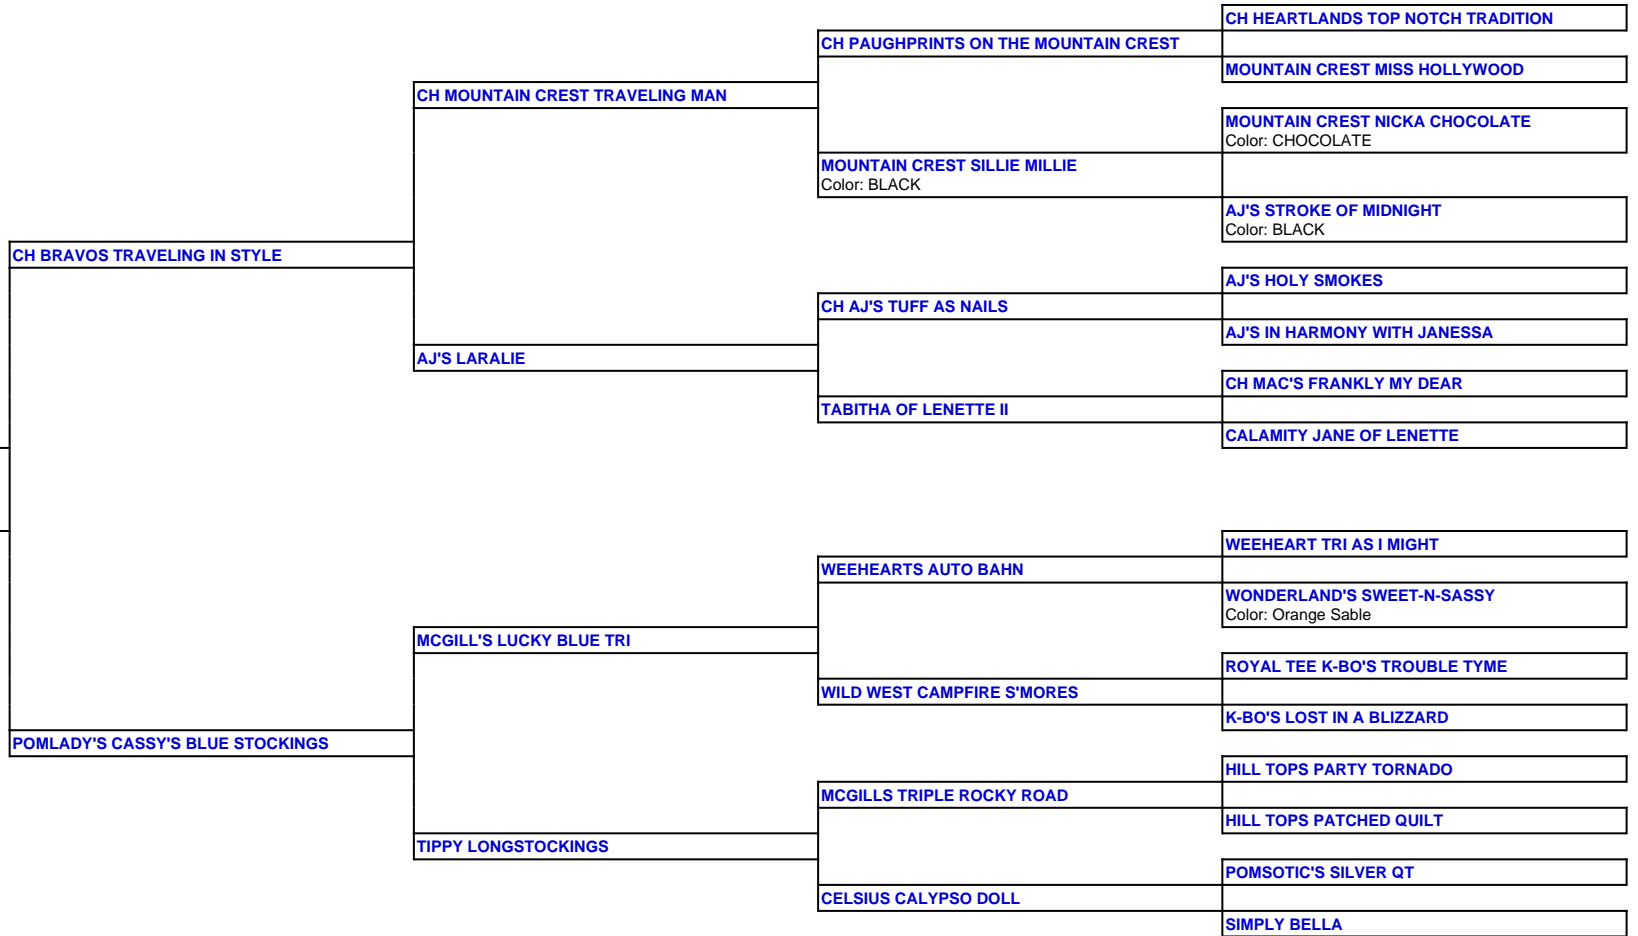 CH HEARTLANDS TOP NOTCH TRADITION
CH PAUGHPRINTS ON THE MOUNTAIN CREST
MOUNTAIN CREST MISS HOLLYWOOD
CH MOUNTAIN CREST TRAVELING MAN
MOUNTAIN CREST NICKA CHOCOLATE
Color: CHOCOLATE
MOUNTAIN CREST SILLIE MILLIE
Color: BLACK
AJ'S STROKE OF MIDNIGHT
Color: BLACK
CH BRAVOS TRAVELING IN STYLE
AJ'S HOLY SMOKES
CH AJ'S TUFF AS NAILS
AJ'S IN HARMONY WITH JANESSA
AJ'S LARALIE
CH MAC'S FRANKLY MY DEAR
TABITHA OF LENETTE II
CALAMITY JANE OF LENETTE
WEEHEART TRI AS I MIGHT
WEEHEARTS AUTO BAHN
WONDERLAND'S SWEET-N-SASSY
Color: Orange Sable
MCGILL'S LUCKY BLUE TRI
ROYAL TEE K-BO'S TROUBLE TYME
WILD WEST CAMPFIRE S'MORES
K-BO'S LOST IN A BLIZZARD
POMLADY'S CASSY'S BLUE STOCKINGS
HILL TOPS PARTY TORNADO
MCGILLS TRIPLE ROCKY ROAD
HILL TOPS PATCHED QUILT
TIPPY LONGSTOCKINGS
POMSOTIC'S SILVER QT
CELSIUS CALYPSO DOLL
SIMPLY BELLA